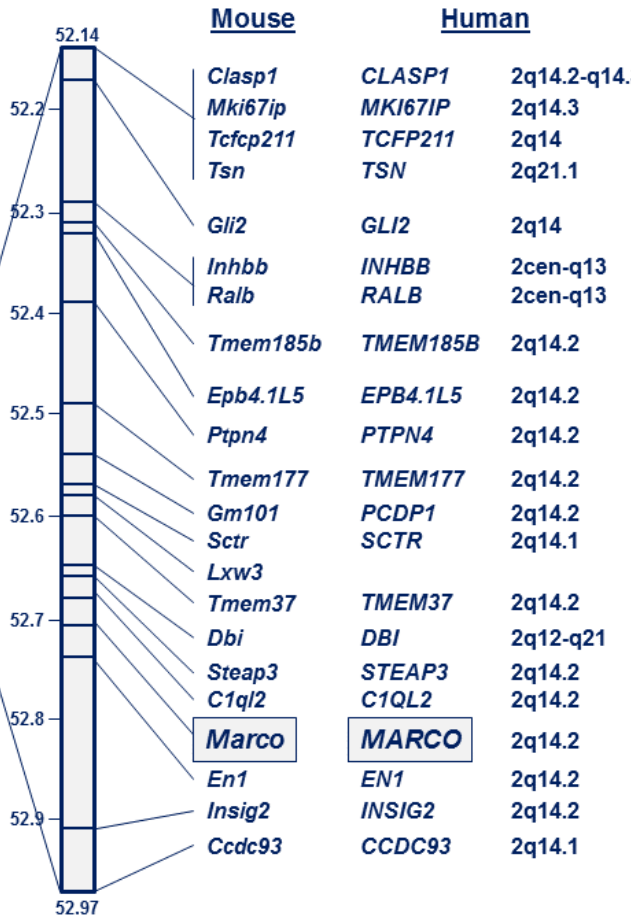 Mouse Human
52.14
Clasp1 CLASP1 2q14.2-q14.
52.2 Mki67ip MKI67IP 2q14.3
Tcfcp211 TCFP211 2q14
Tsn TSN 2q21.1
52.3 Gli2 GLI2 2q14
Inhbb INHBB 2cen-q13
Ralb RALB 2cen-q13
52.4 Tmem185b TMEM185B 2q14.2
Epb4.1L5 EPB4.1L5 2q14.2
52.5 Ptpn4 PTPN4 2q14.2
Tmem177 TMEM177 2q14.2
52.6 Gm101 PCDP1 2q14.2
Sctr SCTR 2q14.1
Lxw3
Tmem37 TMEM37 2q14.2
52.7 Dbi DBI 2q12-q21
Steap3 STEAP3 2q14.2
C1ql2 C1QL2 2q14.2
52.8 Marco MARCO 2q14.2
En1 EN1 2q14.2
52.9 Insig2 INSIG2 2q14.2
Ccdc93 CCDC93 2q14.1
52.97